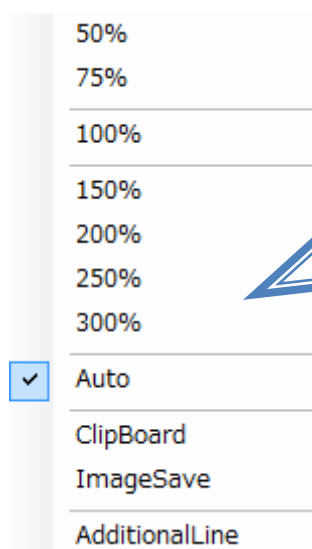 50%
75%
100%
150%
200%
250%
300%
Auto
ClipBoard
ImageSave
AdditionalLine